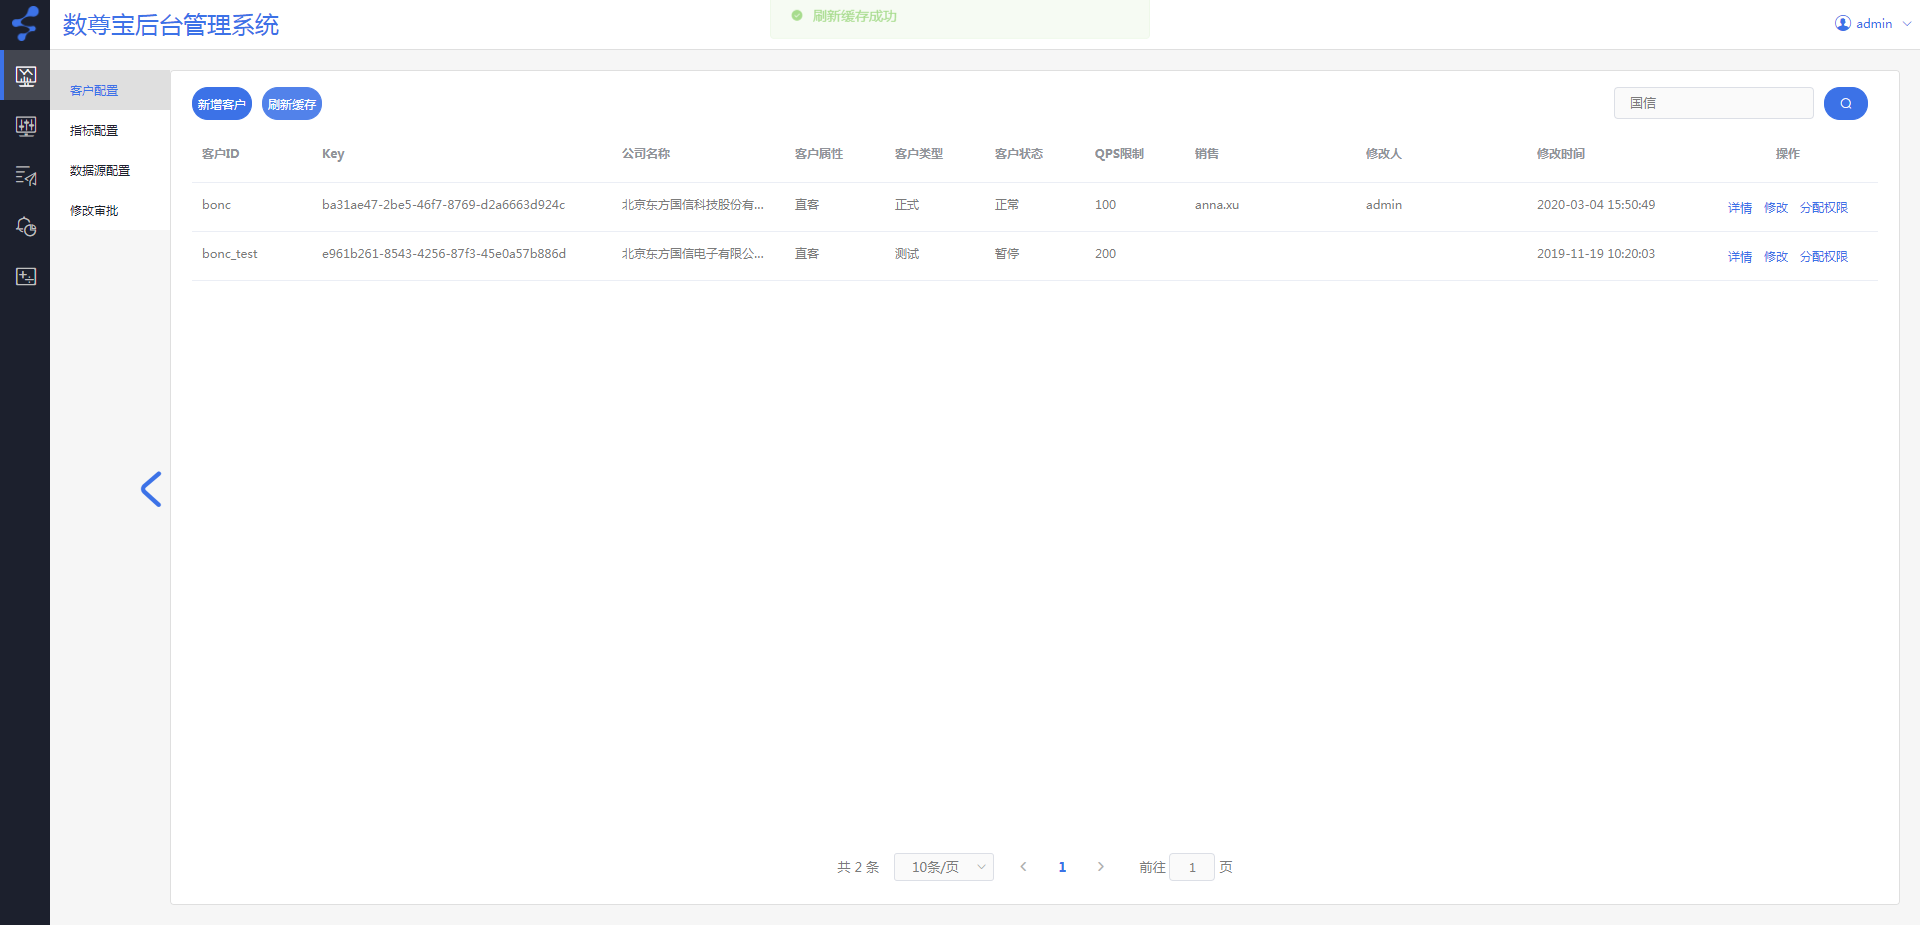 数尊宝后台管理系统
刷新缓存成功
admin
客户配置
指标配置
数据源配置
修改审批
新增客户 刷新缓存
国信
客户ID Key 公司名称 客户属性 客户类型 客户状态 QPS限制 销售 修改人 修改时间 操作
bonc ba31ae47-2be5-46f7-8769-d2a6663d924c 北京东方国信科技股份有... 直客 正式 正常 100 anna.xu admin 2020-03-04 15:50:49 详情 修改 分配权限
bonc_test e961b261-8543-4256-87f3-45e0a57b886d 北京东方国信电子有限公... 直客 测试 暂停 200 2019-11-19 10:20:03 详情 修改 分配权限
共 2 条 10条/页 1 前往 1 页